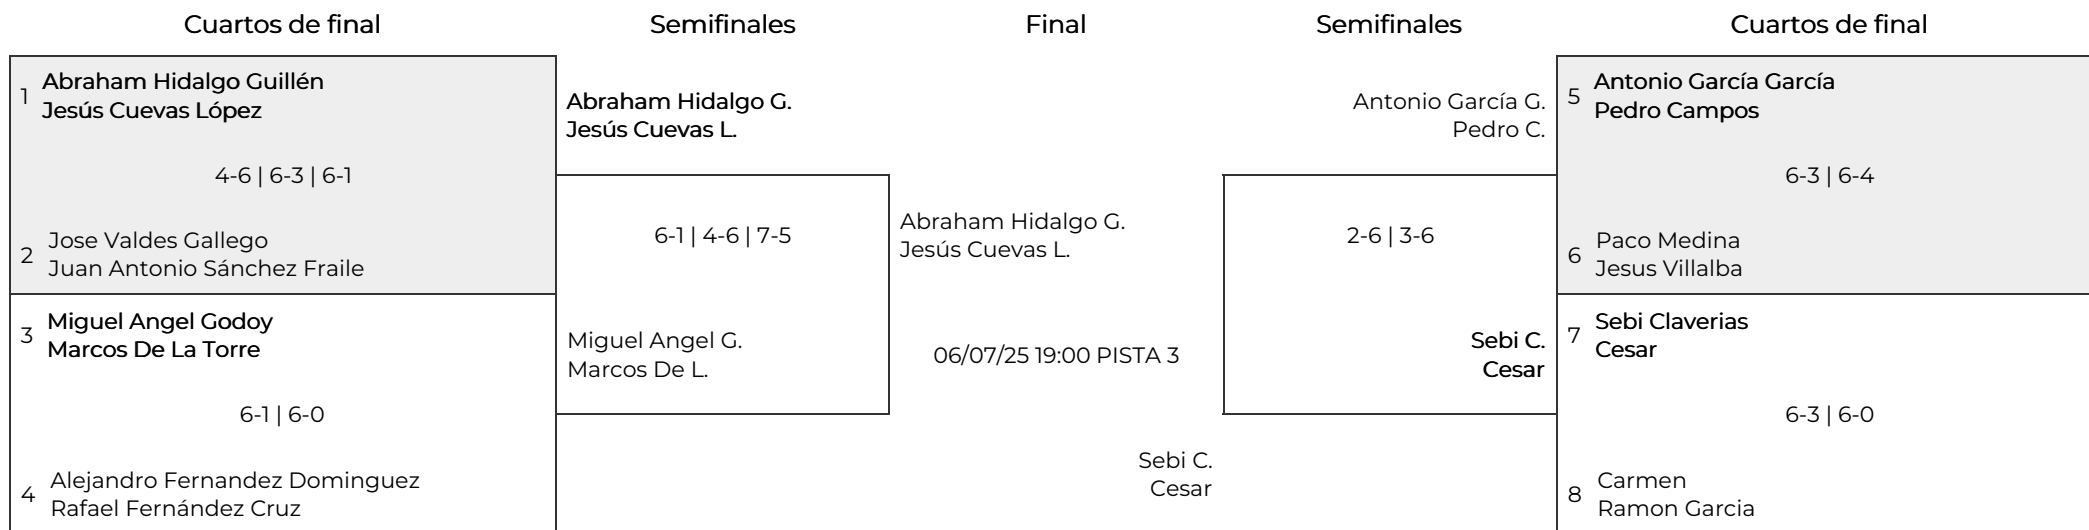 Cuartos de final
Semifinales
Final
Semifinales
Cuartos de final
1
Abraham Hidalgo Guillén
Jesús Cuevas López
4-6 | 6-3 | 6-1
2
Jose Valdes Gallego
Juan Antonio Sánchez Fraile
3
Miguel Angel Godoy
Marcos De La Torre
6-1 | 6-0
4
Alejandro Fernandez Dominguez
Rafael Fernández Cruz
Abraham Hidalgo G.
Jesús Cuevas L.
6-1 | 4-6 | 7-5
Miguel Angel G.
Marcos De L.
Abraham Hidalgo G.
Jesús Cuevas L.
06/07/25 19:00 PISTA 3
Sebi C.
Cesar
Antonio García G.
Pedro C.
2-6 | 3-6
Sebi C.
Cesar
5
Antonio García García
Pedro Campos
6-3 | 6-4
6
Paco Medina
Jesus Villalba
7
Sebi Claverias
Cesar
6-3 | 6-0
8
Carmen
Ramon Garcia